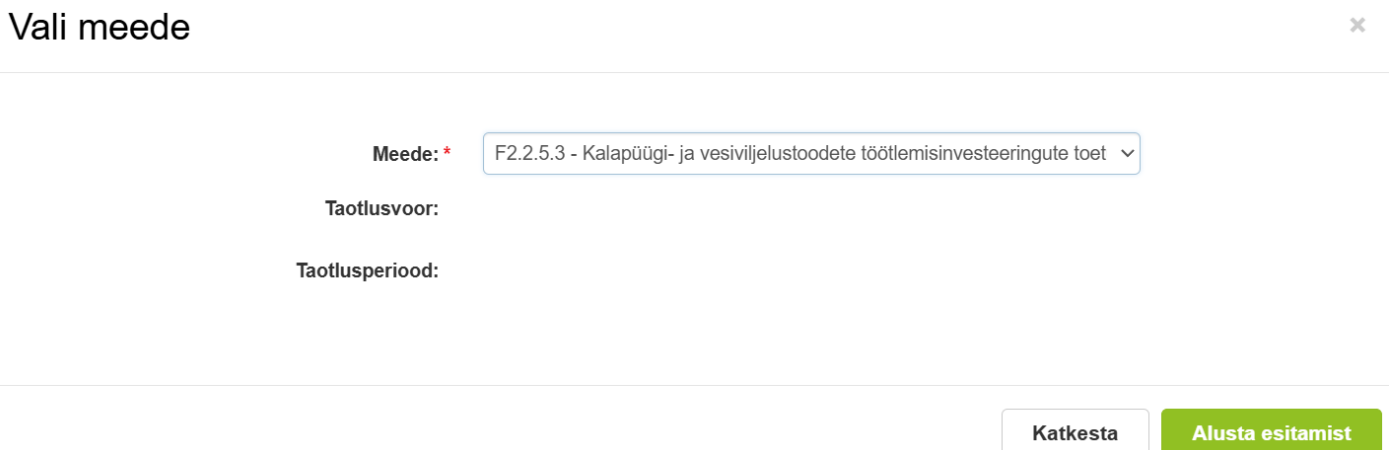 Vali meede ×
Meede: * F2.2.5.3 - Kalapüügi- ja vesiviljelustoodete töötlemisinvesteeringute toet
Taotlusvoor:
Taotlusperiood:
Katkesta Alusta esitamist